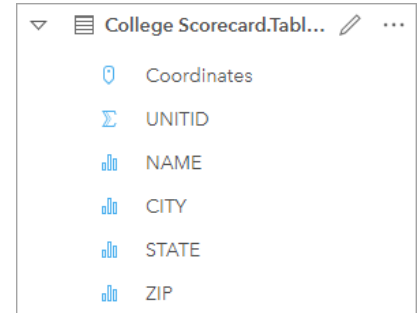 College Scorecard.Tabl...
Coordinates
UNITID
NAME
CITY
STATE
ZIP